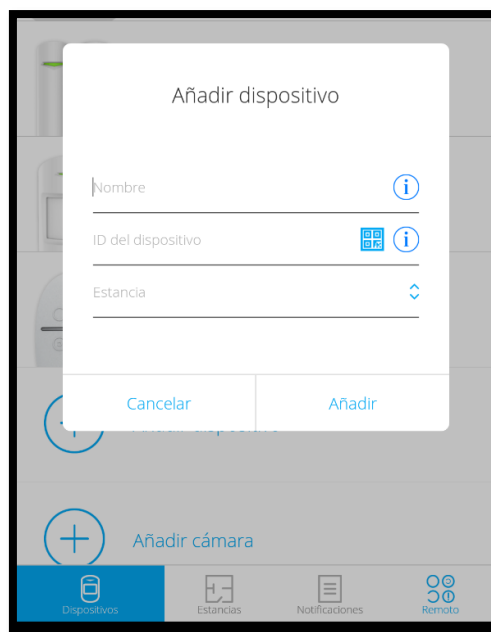 Añadir dispositivo
Nombre
ID del dispositivo
Estancia
Cancelar
Añadir
Añadir cámara
Dispositivos
Estancias
Notificaciones
Remoto